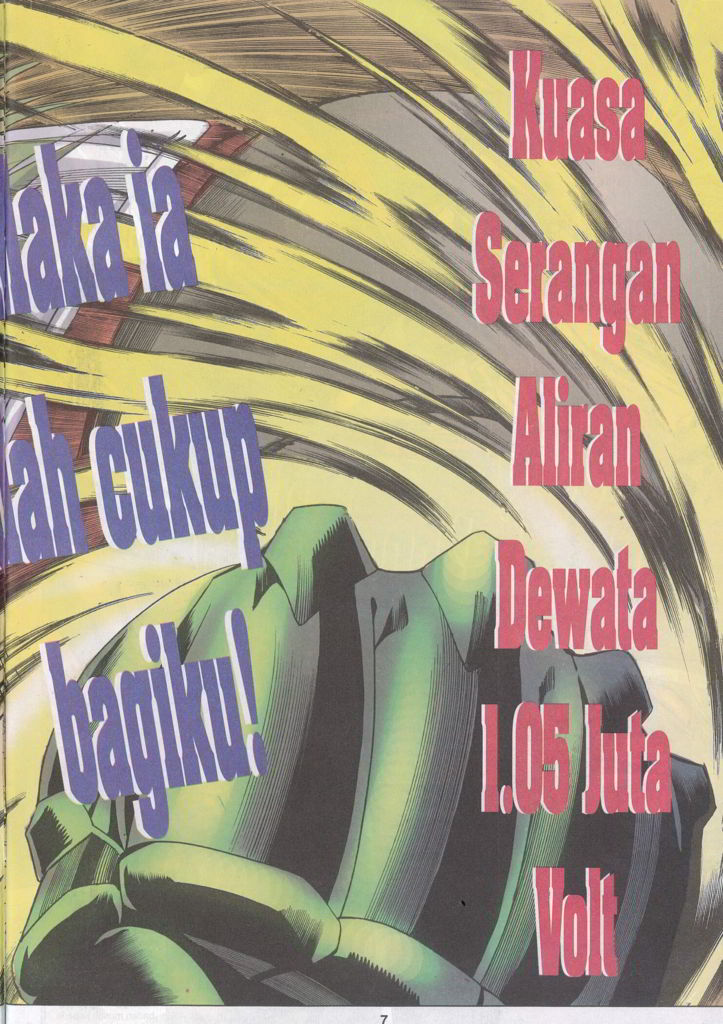 aka ia
ah cukup
bagiku!
Kuasa
Serangan
Aliran
Dewata
1.05 Juta
Volt
7